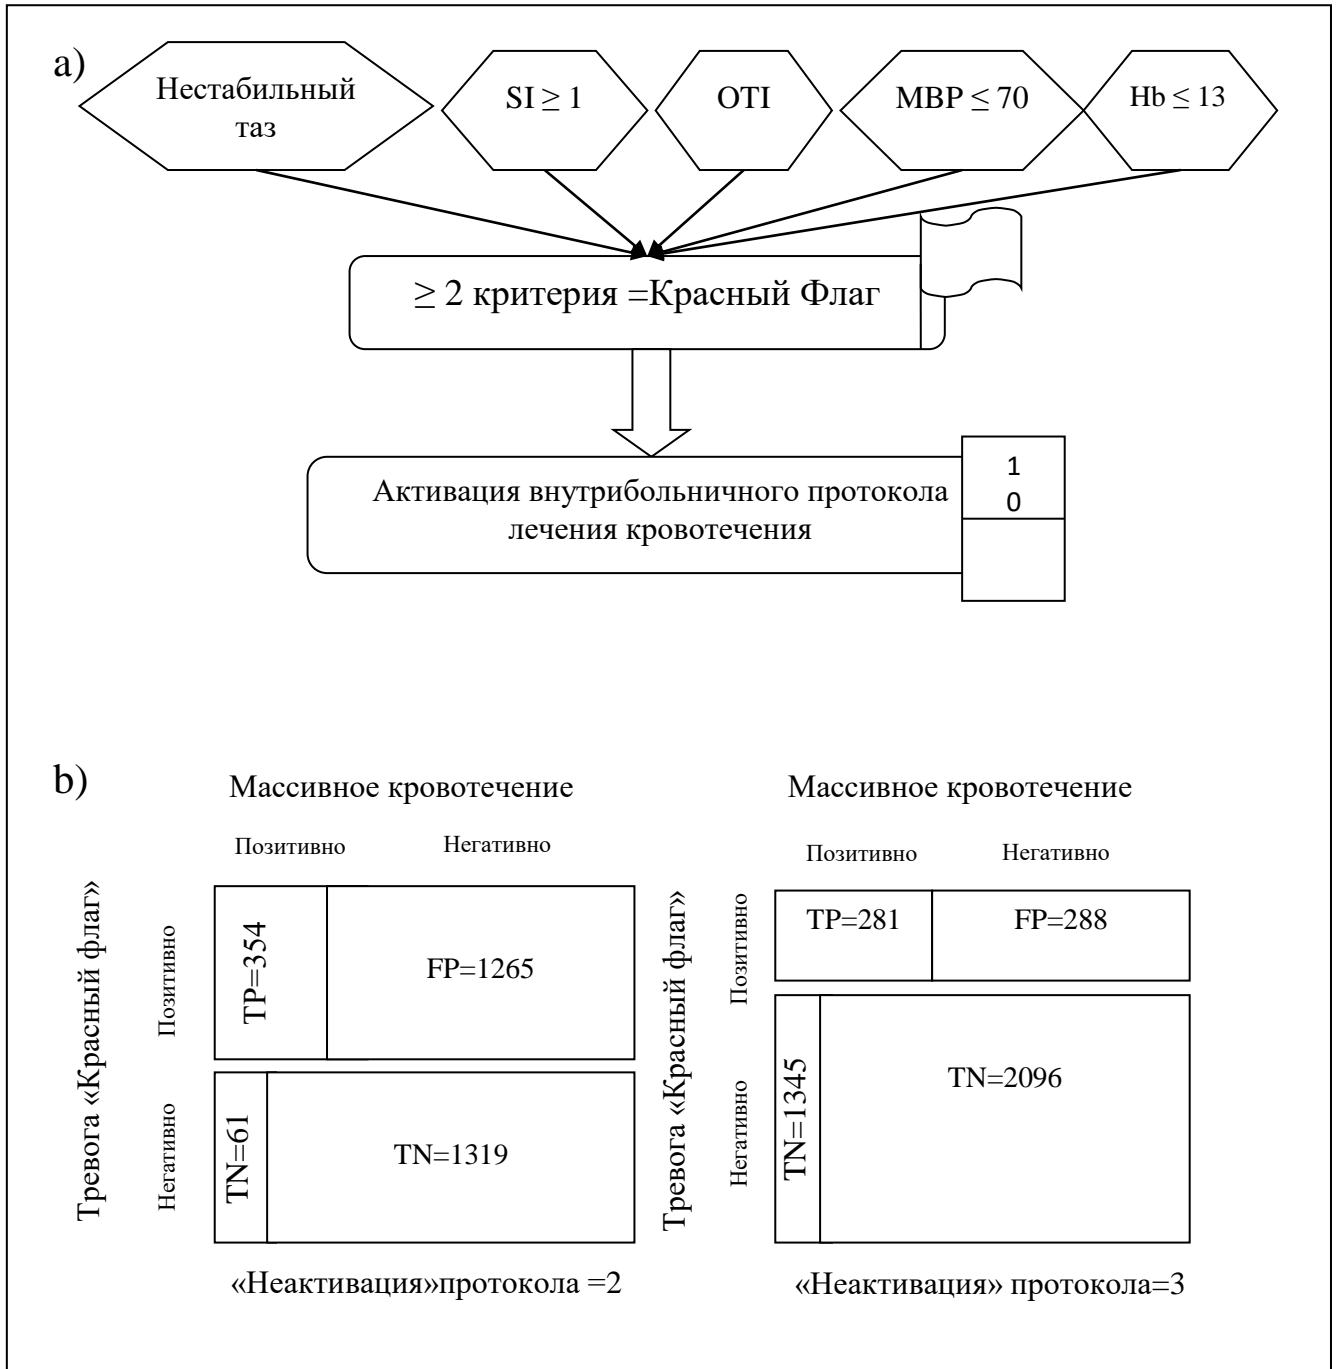 a)
Нестабильный
таз
SI ≥ 1
OTI
MBP ≤ 70
Hb ≤ 13
≥ 2 критерия =Красный Флаг
Активация внутрибольничного протокола
лечения кровотечения
1
0
b)
Массивное кровотечение
Позитивно
Негативно
Тревога «Красный флаг»
Позитивно
TP=354
FP=1265
Негативно
TN=61
TN=1319
«Неактивация»протокола =2
Массивное кровотечение
Позитивно
Негативно
Тревога «Красный флаг»
Позитивно
TP=281
FP=288
Негативно
TN=1345
TN=2096
«Неактивация» протокола=3